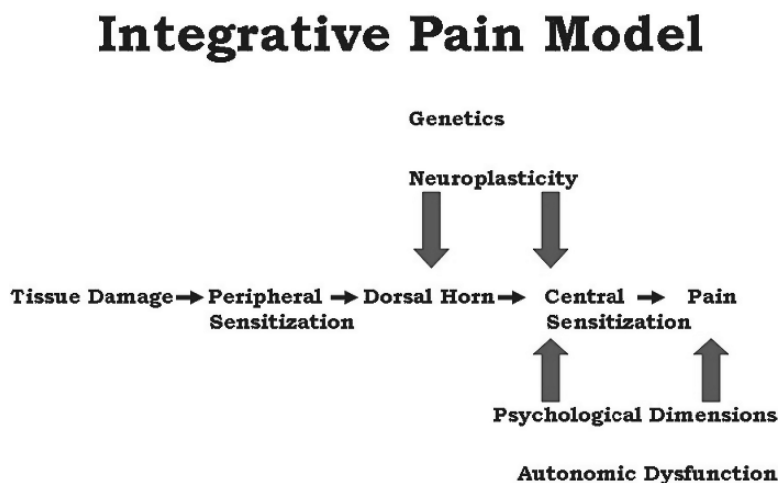 Integrative Pain Model
Genetics
Neuroplasticity
Tissue Damage Peripheral Dorsal Horn Central Pain
Sensitization Sensitization
Psychological Dimensions
Autonomic Dysfunction